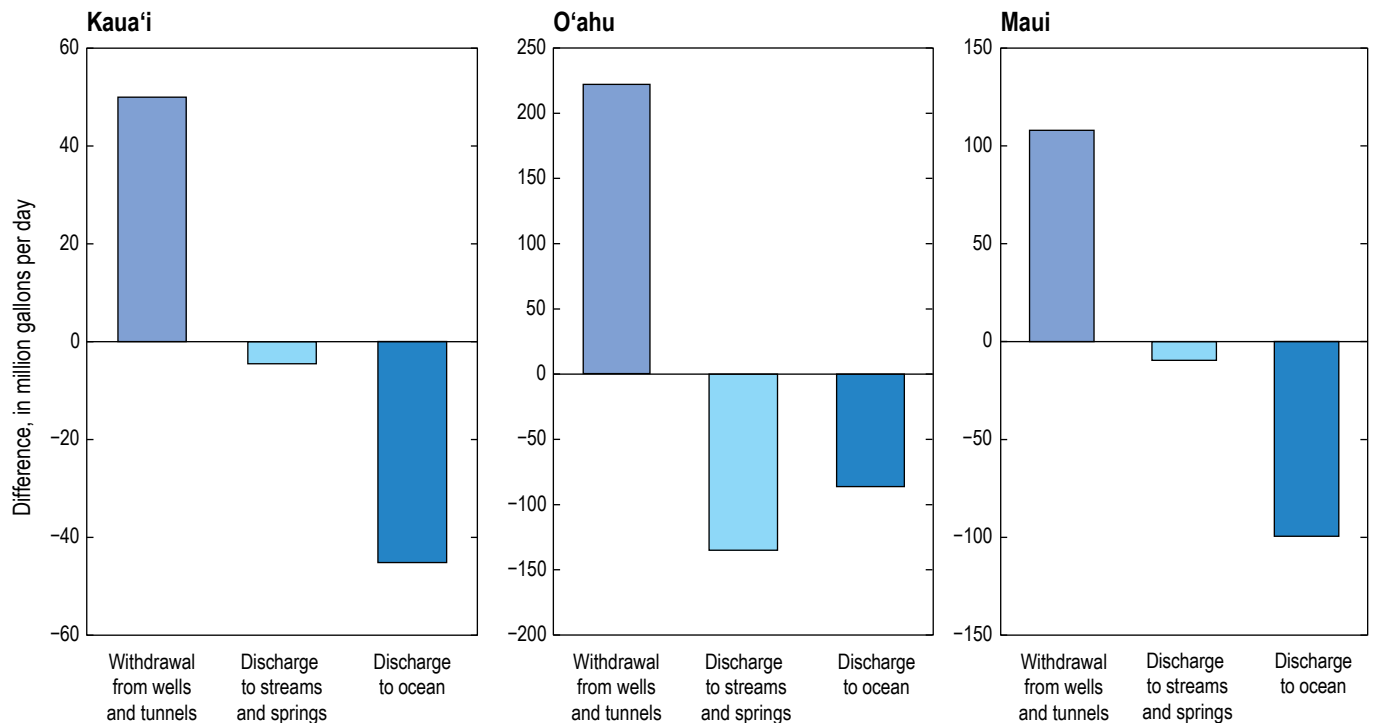 Kauaʻi
Oʻahu
Maui
Difference, in million gallons per day
60
40
20
0
−20
−40
−60
250
200
150
100
50
0
−50
−100
−150
−200
150
100
50
0
−50
−100
−150
Withdrawal
from wells
and tunnels
Discharge
to streams
and springs
Discharge
to ocean
Withdrawal
from wells
and tunnels
Discharge
to streams
and springs
Discharge
to ocean
Withdrawal
from wells
and tunnels
Discharge
to streams
and springs
Discharge
to ocean